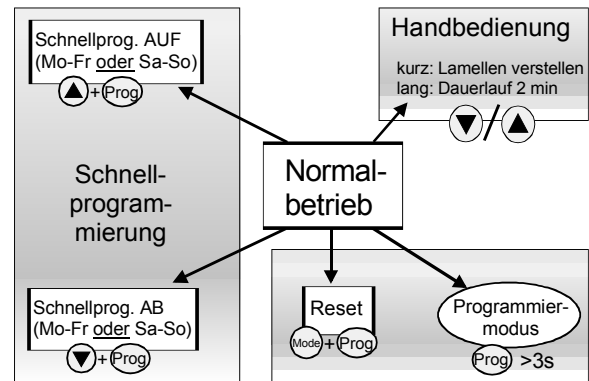 Schnellprog. AUF
(Mo-Fr oder Sa-So)
▲+Prog
Schnell-
program-
mierung
Schnellprog. AB
(Mo-Fr oder Sa-So)
▼+Prog
Normal-
betrieb
Handbedienung
kurz: Lamellen verstellen
lang: Dauerlauf 2 min
▼/▲
Reset
Mode+Prog
Programmier-
modus
Prog >3s